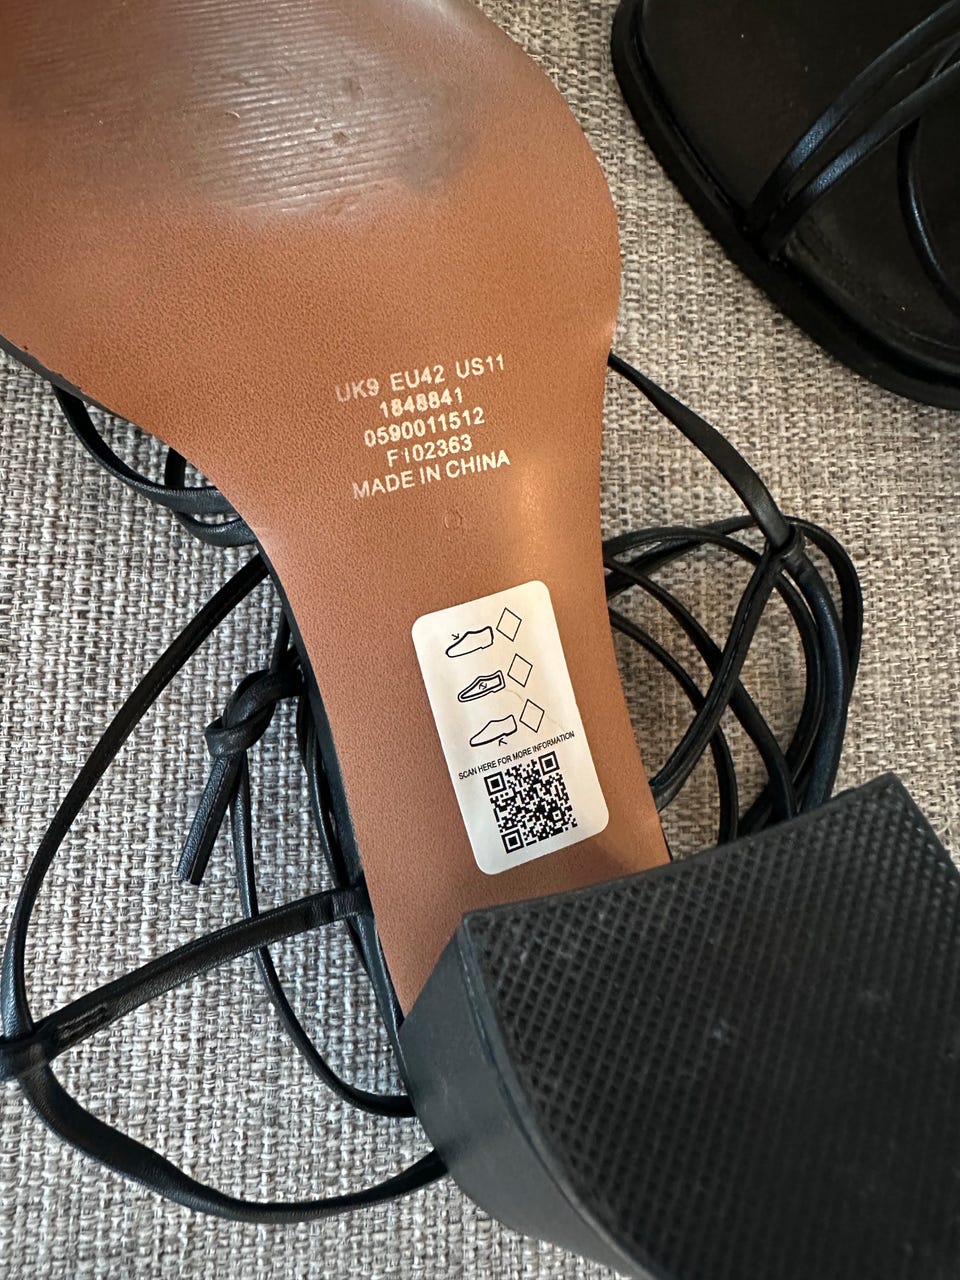 UK9 EU42 US11
1848841
0590011512
F102363
MADE IN CHINA
SCAN HERE FOR MORE INFORMATION